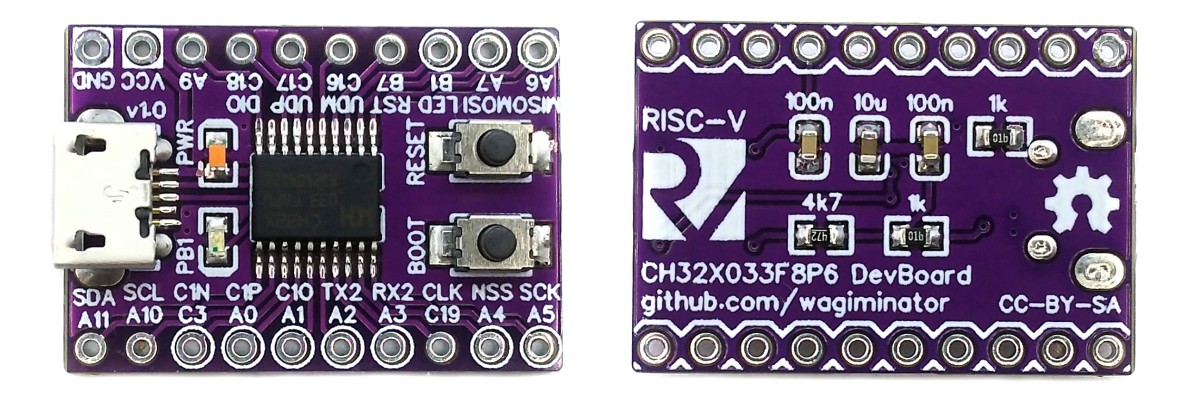 GND VCC A9 C18 C17 C16 B7 B1 A7 A6
DIO UDP UDM RST LED MOSI MISO
v1.0
PWR
RESET
PB1
BOOT
SDA SCL C1N C1P C1O TX2 RX2 CLK NSS SCK
A11 A10 C3 A0 A1 A2 A3 C19 A4 A5
100n 10u 100n 1k
RISC-V
4k7 1k
472
CH32X033F8P6 DevBoard
github.com/wagiminator CC-BY-SA